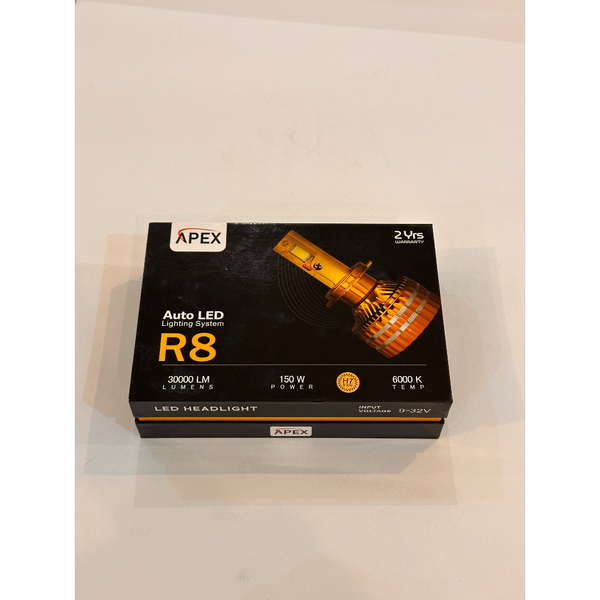 APEX
2 Yrs
WARRANTY
Auto LED
Lighting System
R8
30000 LM
LUMENS
150 W
POWER
H7
6000 K
TEMP
LED HEADLIGHT
INPUT
VOLTAGE 9-32V
APEX